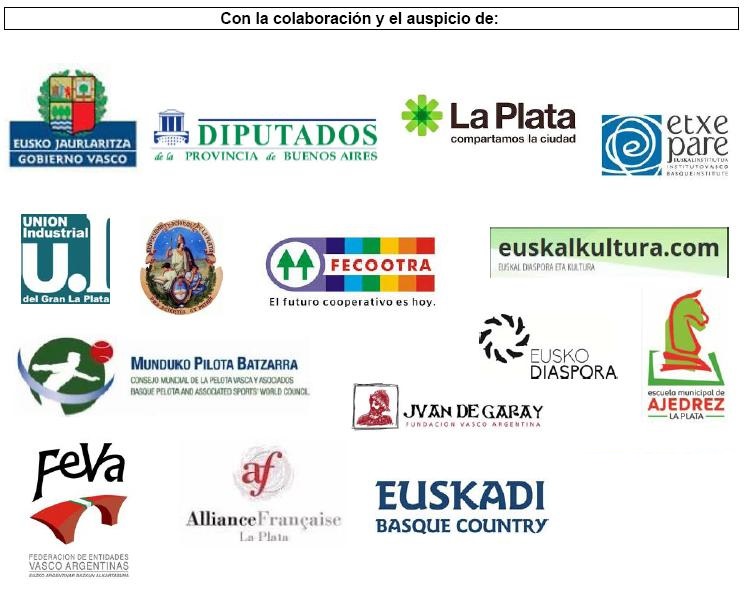 Con la colaboración y el auspicio de:
EUSKO JAURLARITZA
GOBIERNO VASCO
DIPUTADOS
de la PROVINCIA de BUENOS AIRES
La Plata
compartamos la ciudad
etxe
pare
EUSKAL INSTITUTUA
INSTITUTO VASCO
BASQUE INSTITUTE
UNION
Industrial
U.I
del Gran La Plata
FECOOTRA
El futuro cooperativo es hoy.
euskalkultura.com
EUSKAL DIASPORA ETA KULTURA
MUNDUKO PILOTA BATZARRA
CONSEJO MUNDIAL DE LA PELOTA VASCA Y ASOCIADOS
BASQUE PELOTA AND ASSOCIATED SPORTS' WORLD COUNCIL
EUSKO
DIASPORA
escuela municipal de
AJEDREZ
LA PLATA
JVAN DE GARAY
FUNDACIÓN VASCO ARGENTINA
FeVa
FEDERACION DE ENTIDADES
VASCO ARGENTINAS
af
AllianceFrançaise
La Plata
EUSKADI
BASQUE COUNTRY